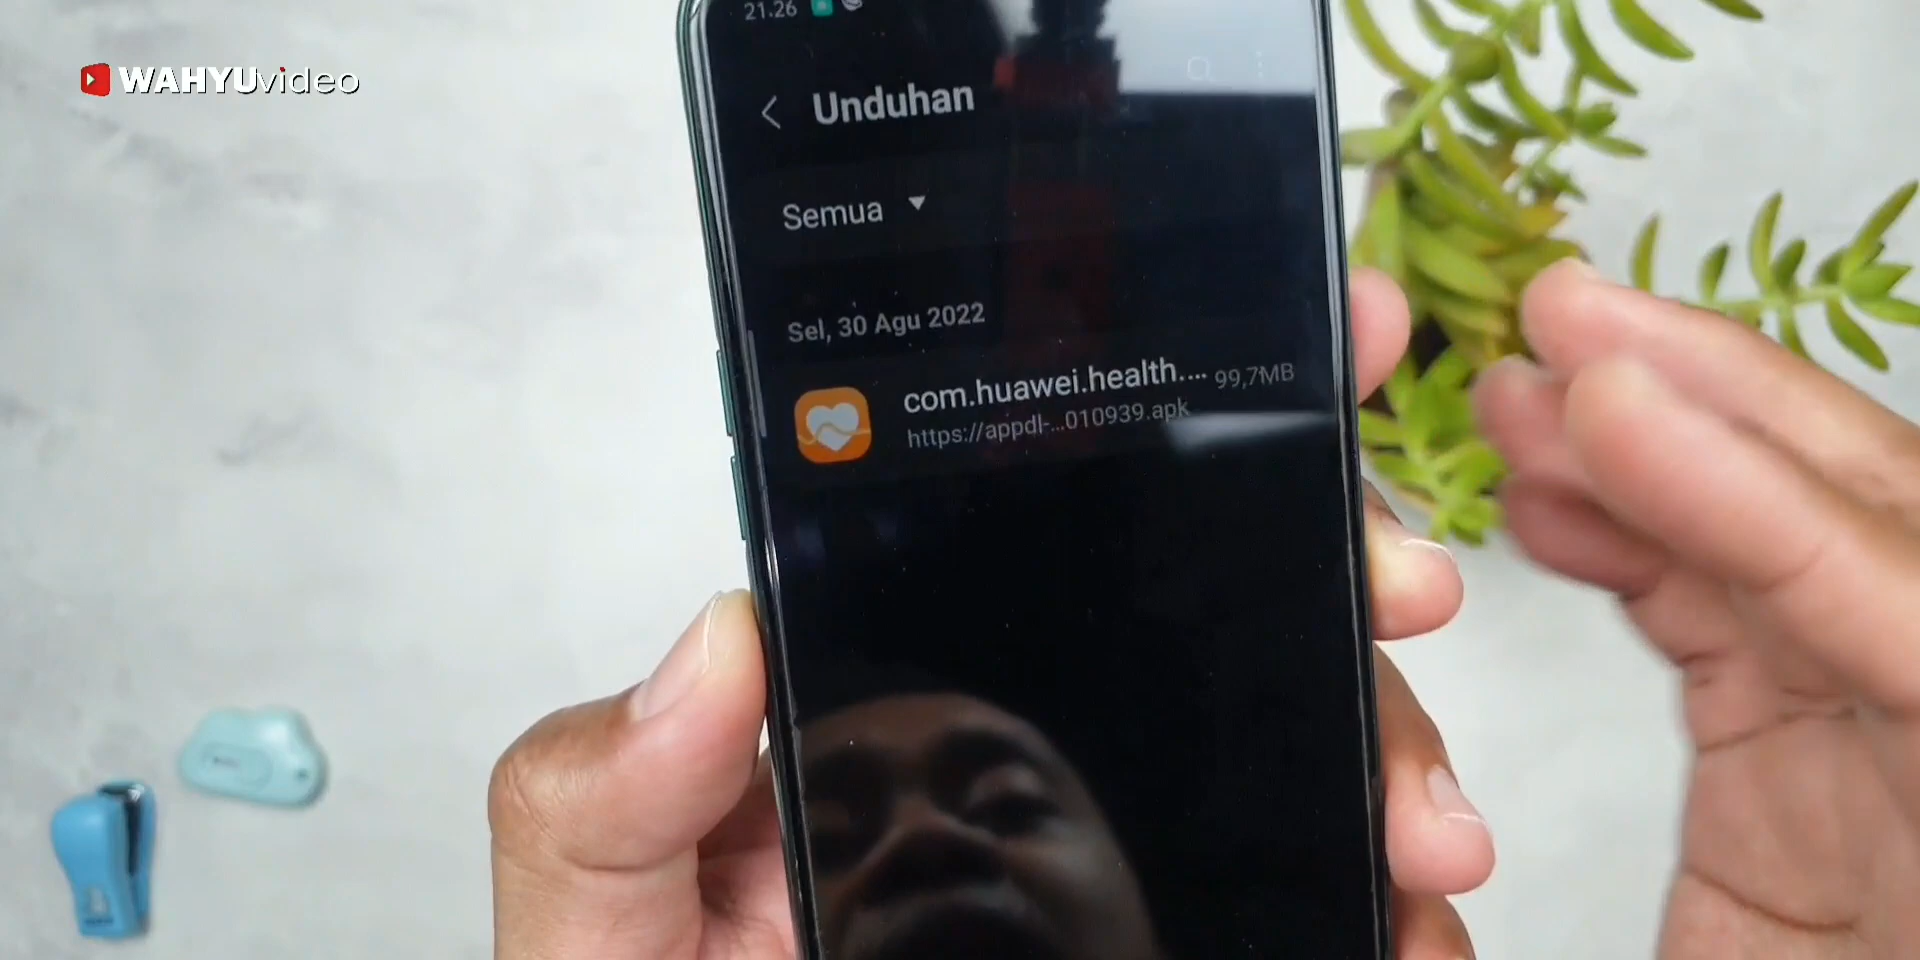 21.26
WAHYUvideo
Unduhan
Semua
Sel, 30 Agu 2022
com.huawei.health.... 99,7MB
https://appdl-...010939.apk